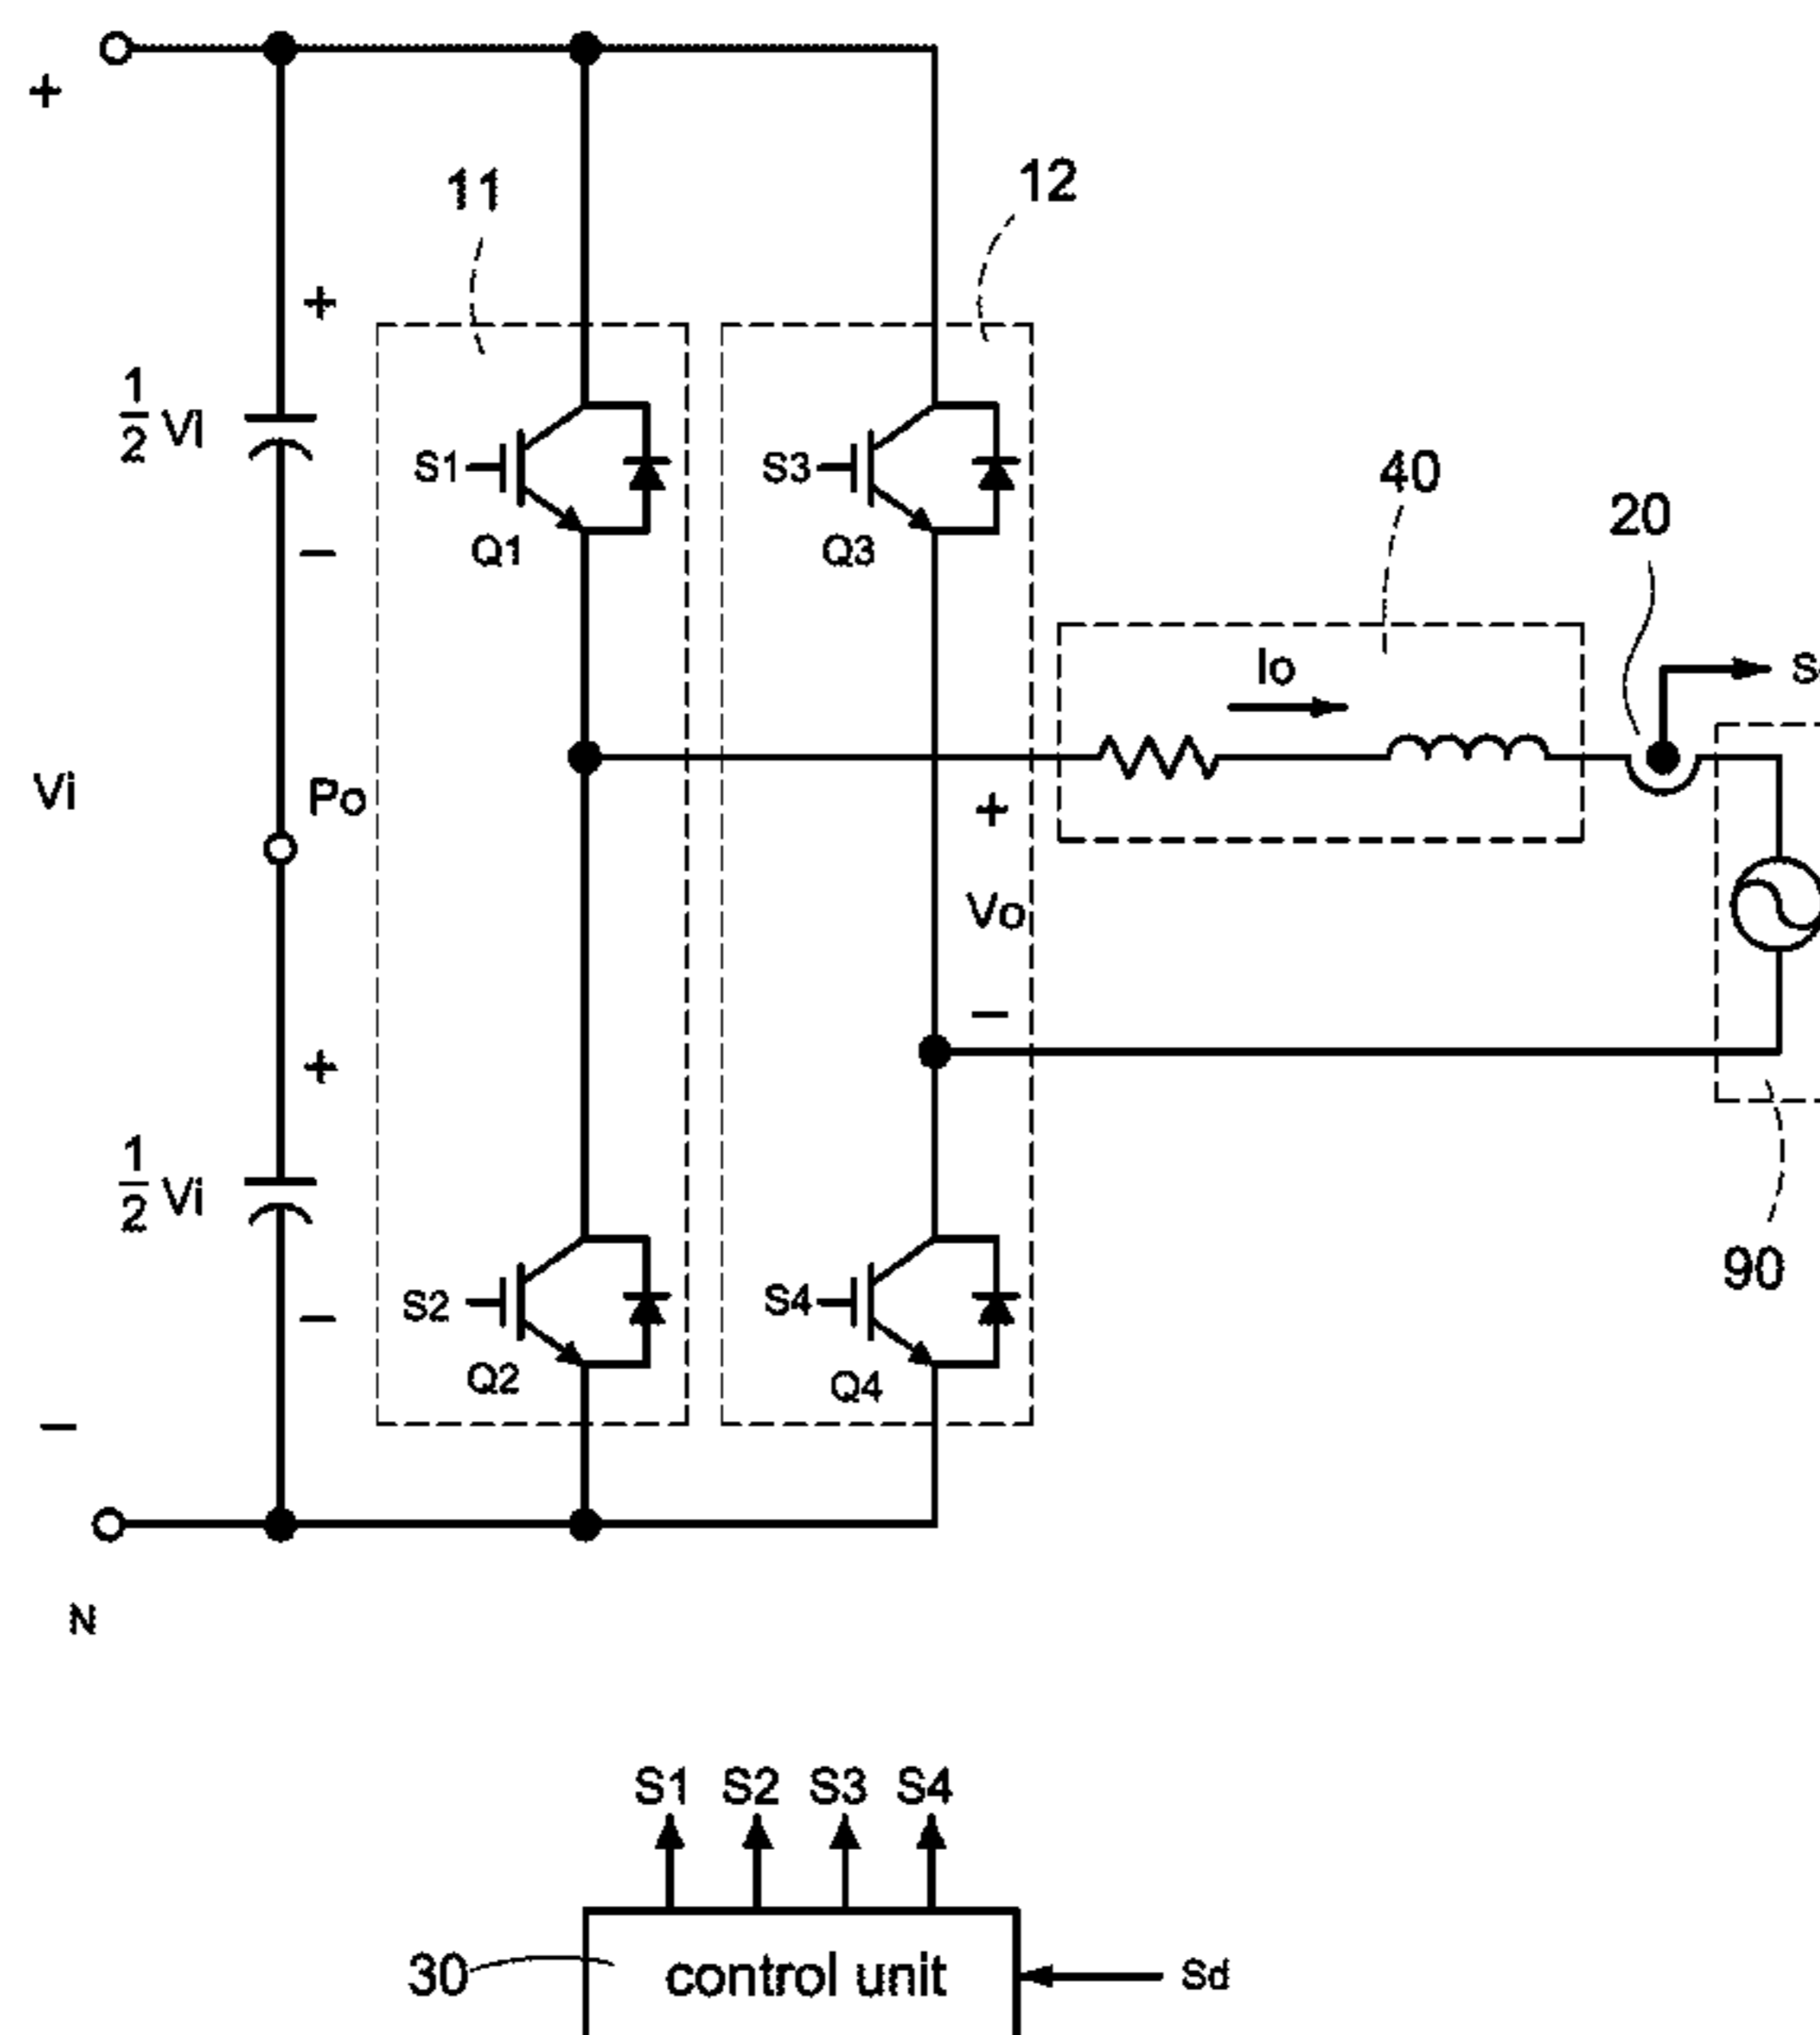 +
11
12
+
1/2 Vi
S1
S3
40
20
Q1
Q3
−
Io
Vi
Po
+
Vo
−
+
1/2 Vi
S2
S4
90
−
Q2
Q4
−
N
S1 S2 S3 S4
30
control unit
Sd